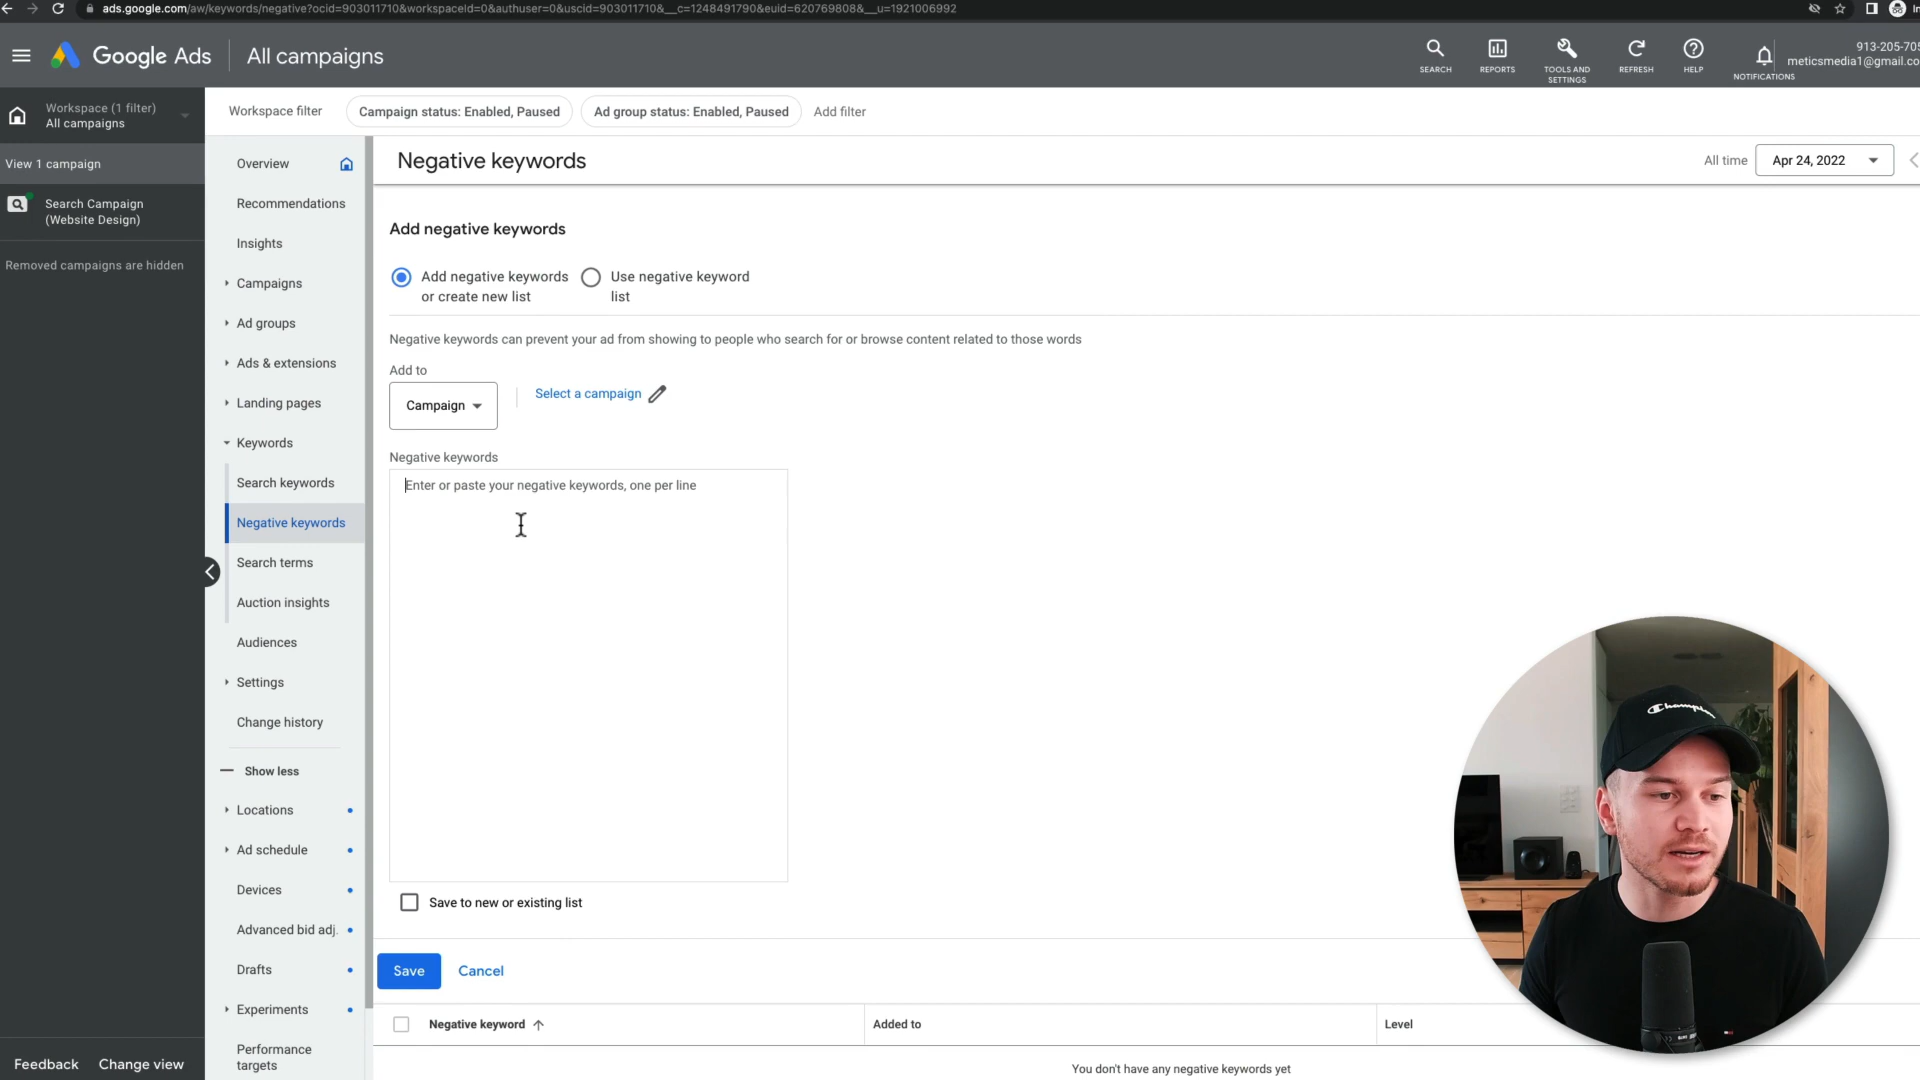 ads.google.com/aw/keywords/negative?ocid=903011710&workspaceId=0&authuser=0&uscid=903011710&__c=1248491790&euid=620769808&__u=1921006992
In
Google Ads
All campaigns
SEARCH
REPORTS
TOOLS AND
SETTINGS
REFRESH
HELP
NOTIFICATIONS
913-205-705
meticsmedia1@gmail.co
Workspace (1 filter)
All campaigns
Workspace filter
Campaign status: Enabled, Paused
Ad group status: Enabled, Paused
Add filter
View 1 campaign
Search Campaign
(Website Design)
Removed campaigns are hidden
Overview
Recommendations
Insights
Campaigns
Ad groups
Ads & extensions
Landing pages
Keywords
Search keywords
Negative keywords
Search terms
Auction insights
Audiences
Settings
Change history
Show less
Locations
Ad schedule
Devices
Advanced bid adj.
Drafts
Experiments
Performance
targets
Feedback
Change view
Negative keywords
All time
Apr 24, 2022
Add negative keywords
Add negative keywords
or create new list
Use negative keyword
list
Negative keywords can prevent your ad from showing to people who search for or browse content related to those words
Add to
Campaign
Select a campaign
Negative keywords
Enter or paste your negative keywords, one per line
Save to new or existing list
Save
Cancel
Negative keyword
Added to
Level
You don't have any negative keywords yet
Champion